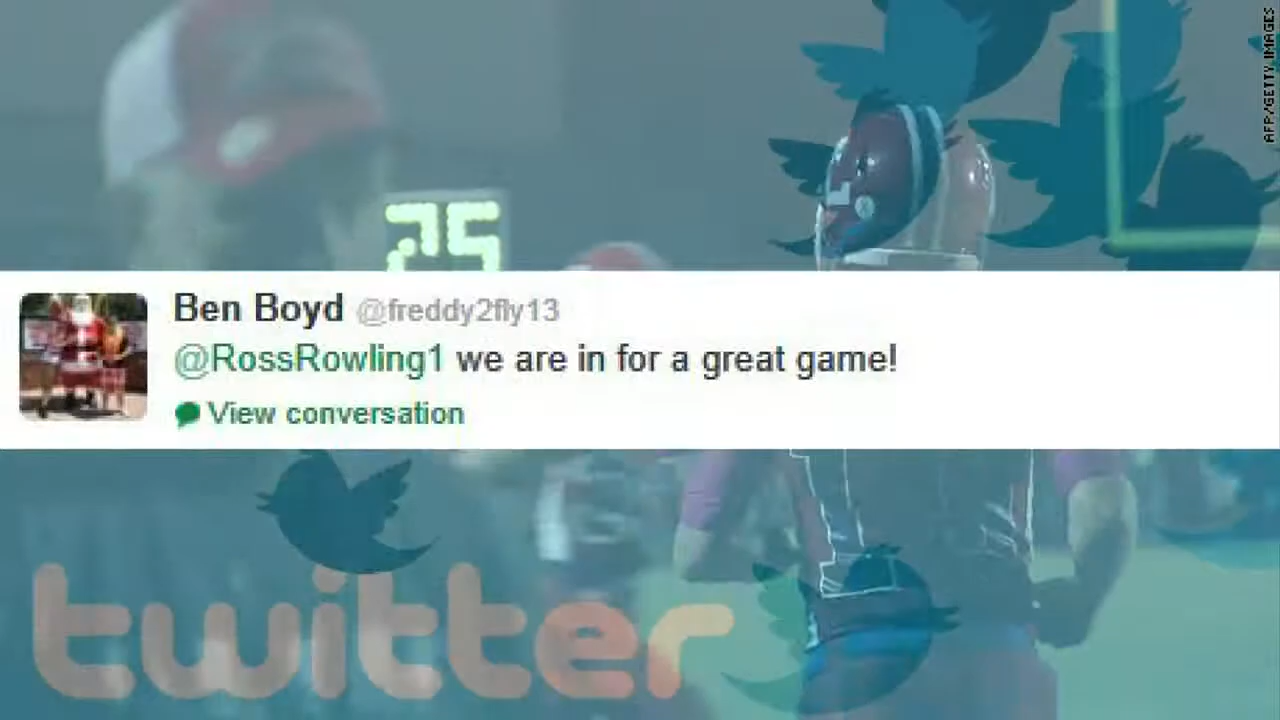 AFP/GETTY IMAGES
25
Ben Boyd @freddy2fly13
@RossRowling1 we are in for a great game!
View conversation
twitter